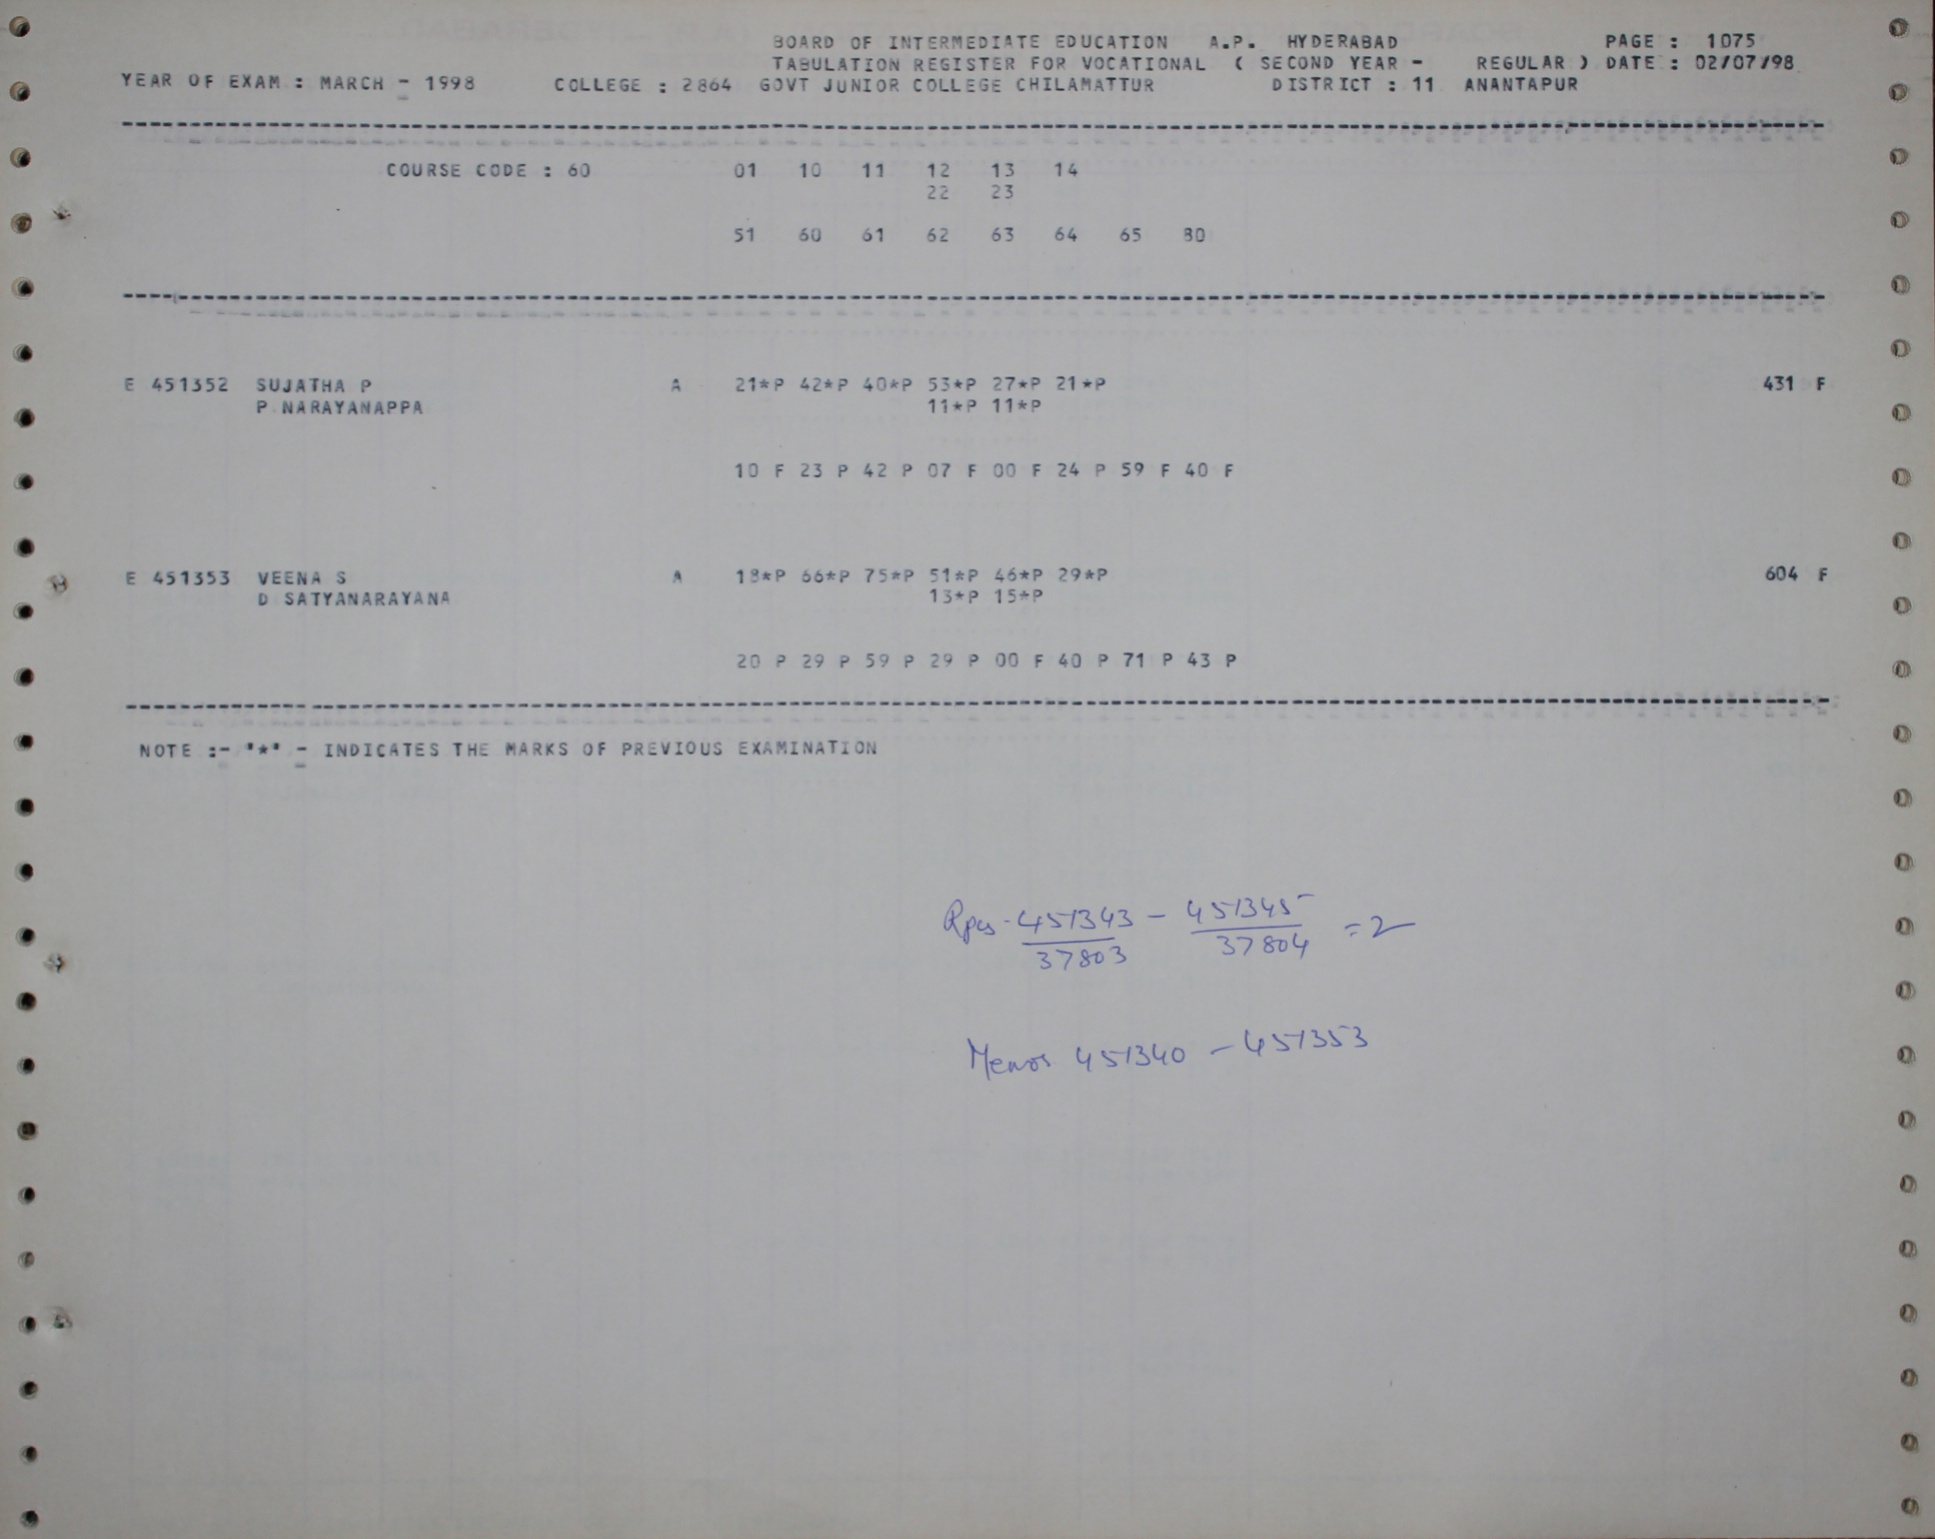 BOARD OF INTERMEDIATE EDUCATION A.P. HYDERABAD PAGE : 1075
TABULATION REGISTER FOR VOCATIONAL ( SECOND YEAR - REGULAR ) DATE : 02/07/98
YEAR OF EXAM : MARCH - 1998 COLLEGE : 2864 GOVT JUNIOR COLLEGE CHILAMATTUR DISTRICT : 11 ANANTAPUR
COURSE CODE : 60 01 10 11 12 13 14
22 23
51 60 61 62 63 64 65 80
E 451352 SUJATHA P A 21*P 42*P 40*P 53*P 27*P 21*P 431 F
P NARAYANAPPA 11*P 11*P
10 F 23 P 42 P 07 F 00 F 24 P 59 F 40 F
E 451353 VEENA S A 18*P 66*P 75*P 51*P 46*P 29*P 604 F
D SATYANARAYANA 13*P 15*P
20 P 29 P 59 P 29 P 00 F 40 P 71 P 43 P
NOTE :- "*" - INDICATES THE MARKS OF PREVIOUS EXAMINATION
451343 - 451345 = 2
37803 37804
Memos 451340 - 451353